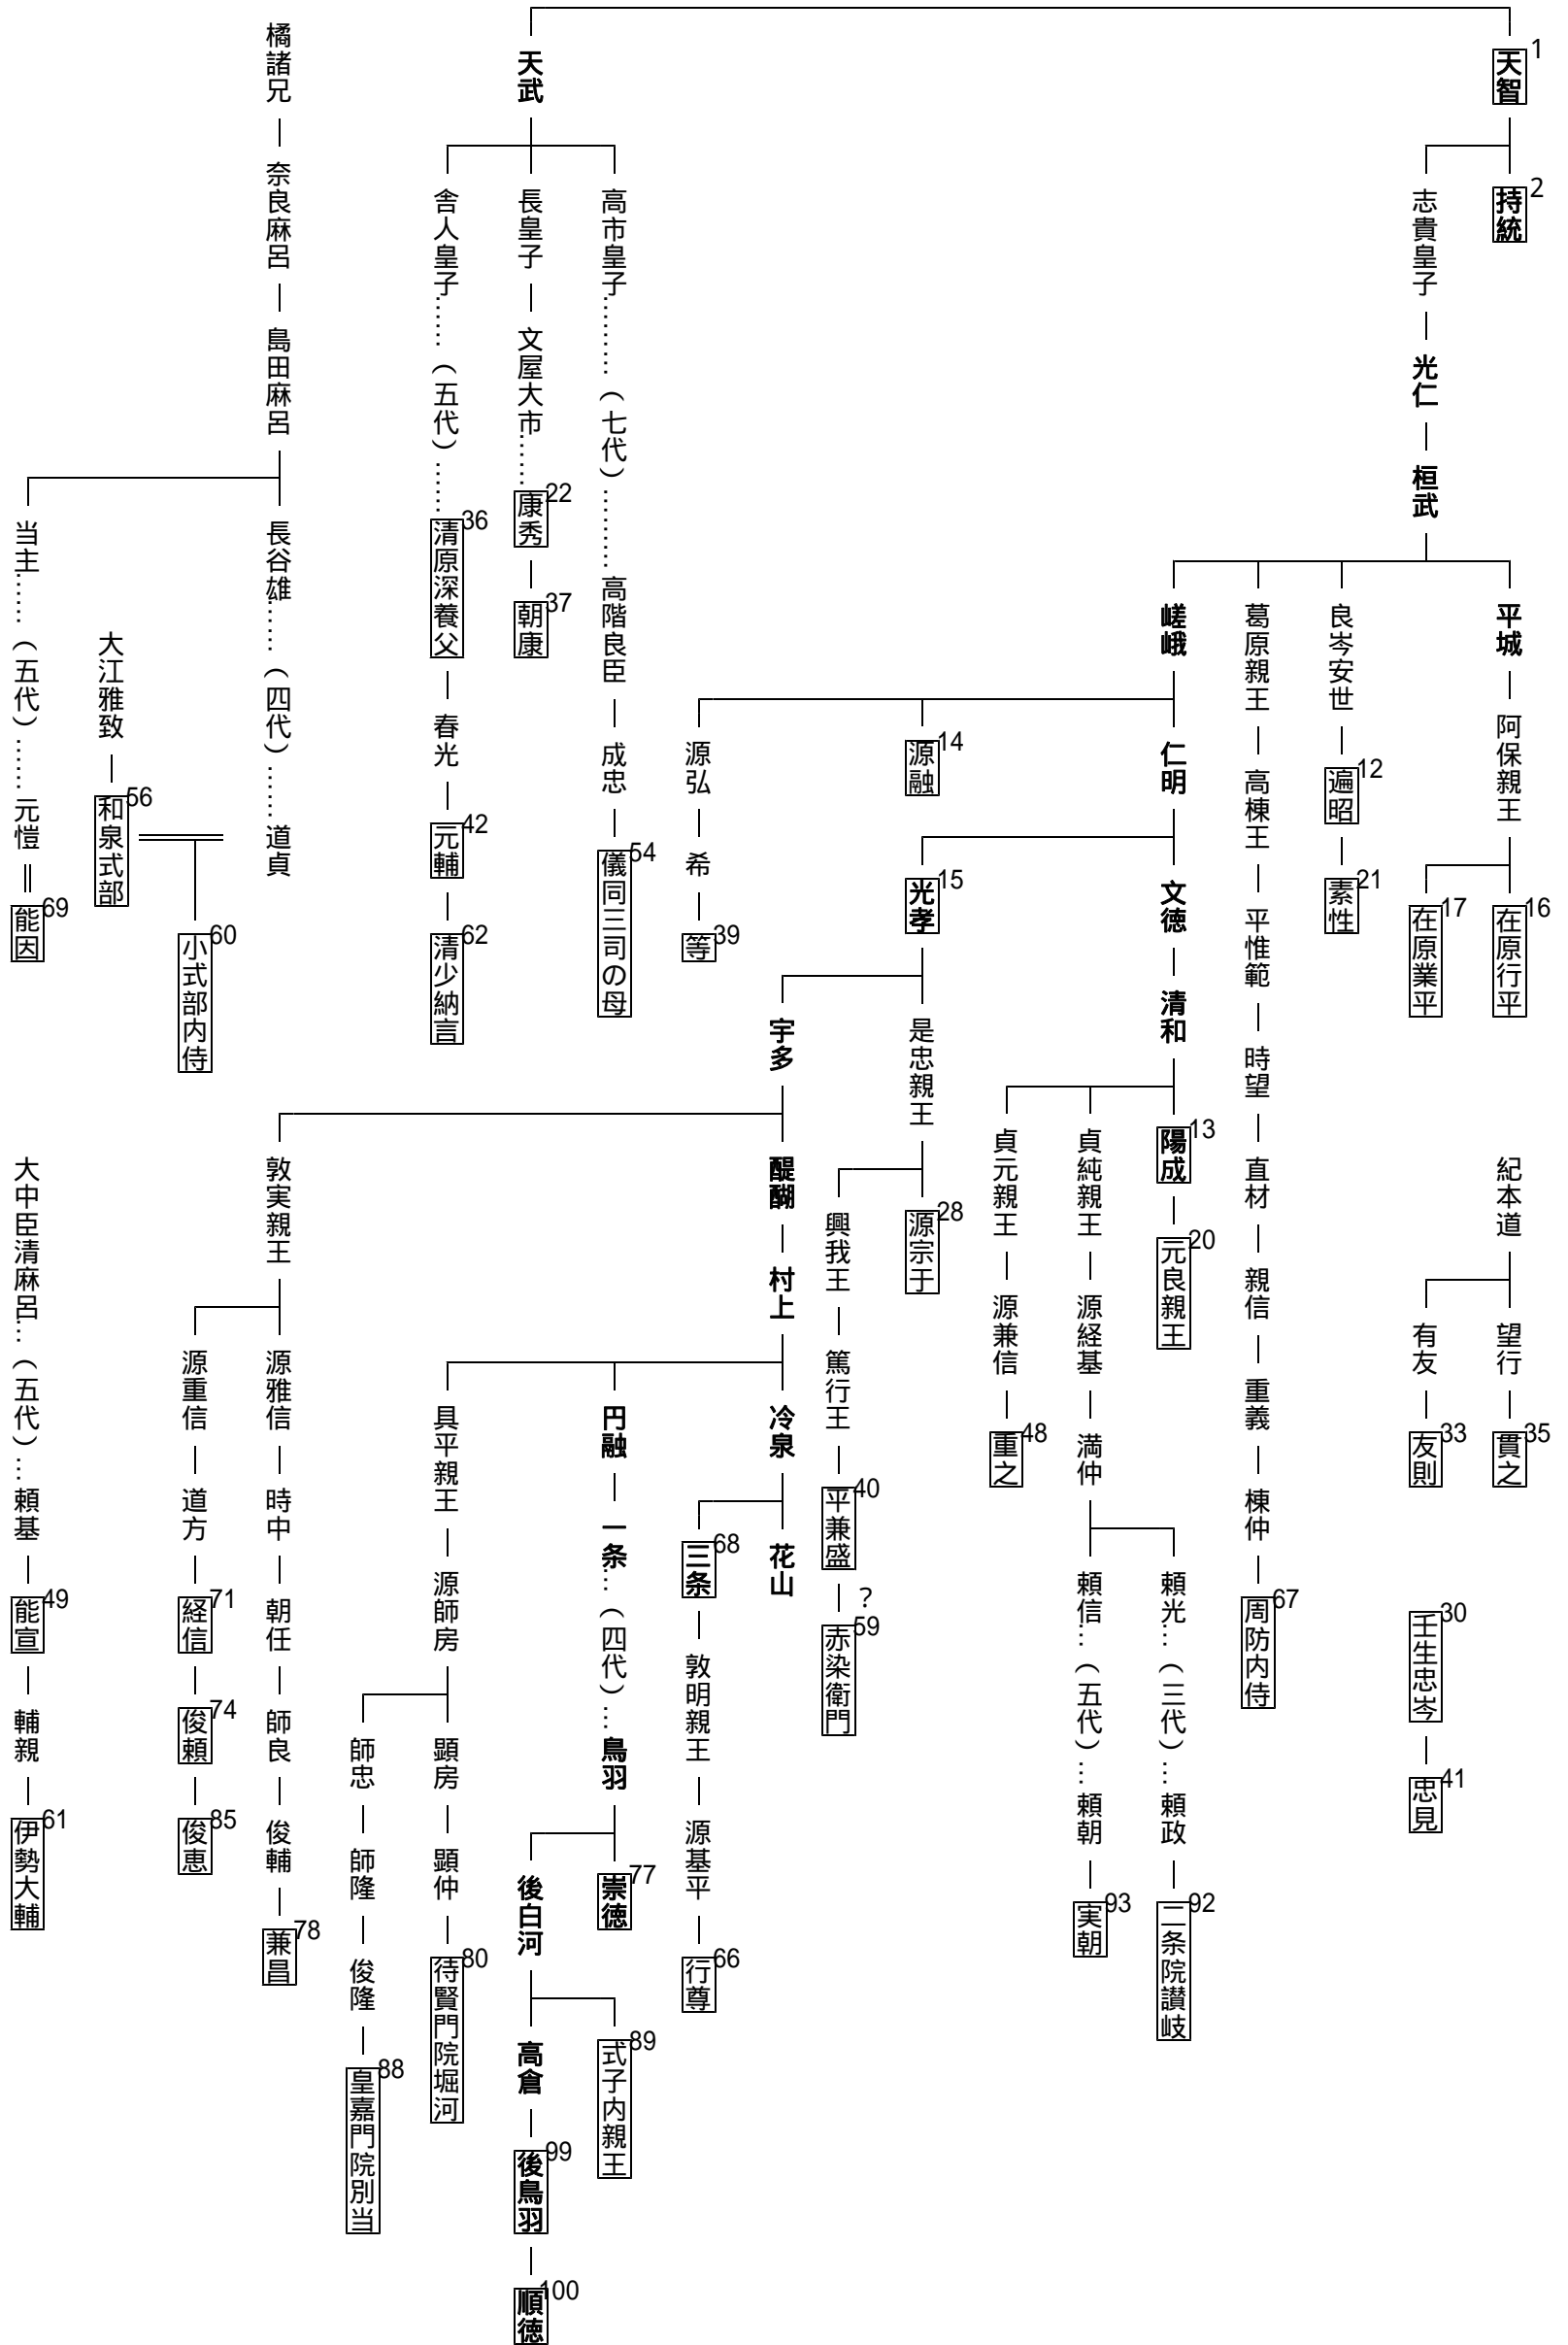 1
天智
2
持統
志貴皇子
光仁
桓武
平城
阿保親王
16
在原行平
17
在原業平
良岑安世
12
遍昭
21
素性
葛原親王
高棟王
平惟範
時望
直材
親信
重義
棟仲
67
周防内侍
嵯峨
仁明
文徳
清和
13
陽成
20
元良親王
貞純親王
源経基
満仲
頼光…（三代）…頼政
92
二条院讃岐
頼信…（五代）…頼朝
93
実朝
貞元親王
源兼信
48
重之
14
源融
源弘
希
39
等
15
光孝
是忠親王
28
源宗于
興我王
篤行王
40
平兼盛
？
59
赤染衛門
宇多
醍醐
村上
冷泉
花山
68
三条
敦明親王
源基平
66
行尊
円融
一条…（四代）…鳥羽
77
崇徳
後白河
89
式子内親王
高倉
99
後鳥羽
100
順徳
具平親王
源師房
顕房
顕仲
80
待賢門院堀河
師忠
師隆
俊隆
88
皇嘉門院別当
敦実親王
源雅信
時中
朝任
師良
俊輔
78
兼昌
源重信
道方
71
経信
74
俊頼
85
俊恵
紀本道
望行
35
貫之
有友
33
友則
30
壬生忠岑
41
忠見
天武
高市皇子………（七代）………高階良臣
成忠
54
儀同三司の母
長皇子
文屋大市……
22
康秀
37
朝康
舎人皇子……（五代）……
36
清原深養父
春光
42
元輔
62
清少納言
橘諸兄
奈良麻呂
島田麻呂
長谷雄……（四代）……道貞
大江雅致
56
和泉式部
60
小式部内侍
当主……（五代）……元愷
69
能因
大中臣清麻呂…（五代）…頼基
49
能宣
輔親
61
伊勢大輔